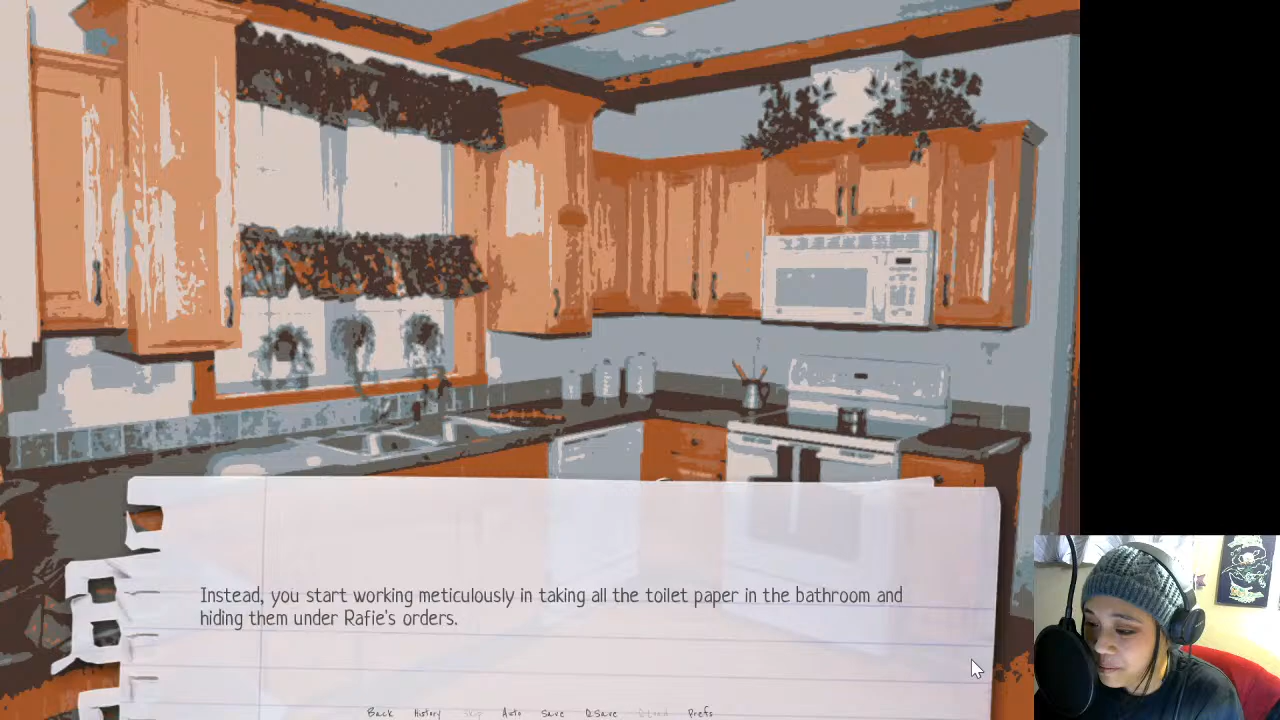 Instead, you start working meticulously in taking all the toilet paper in the bathroom and
hiding them under Rafie's orders.
Back History Skip Auto Save Q.Save Q.Load Prefs